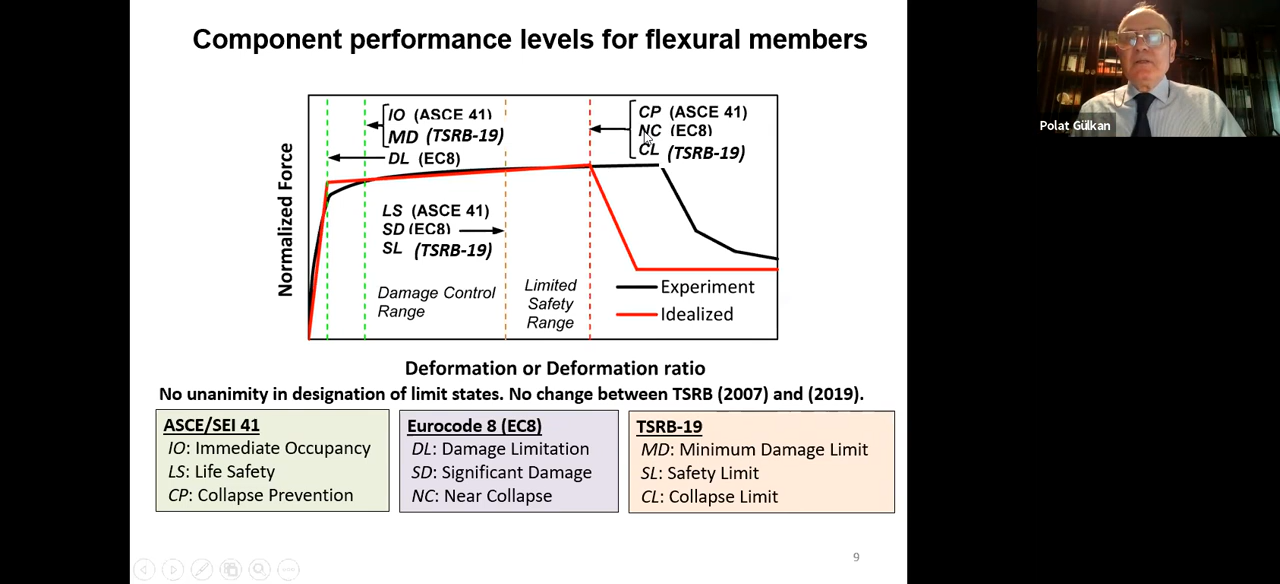 Component performance levels for flexural members
Polat Gülkan
IO (ASCE 41)
MD (TSRB-19)
DL (EC8)
CP (ASCE 41)
NC (EC8)
CL (TSRB-19)
LS (ASCE 41)
SD (EC8)
SL (TSRB-19)
Normalized Force
Damage Control
Range
Limited
Safety
Range
Experiment
Idealized
Deformation or Deformation ratio
No unanimity in designation of limit states. No change between TSRB (2007) and (2019).
ASCE/SEI 41
IO: Immediate Occupancy
LS: Life Safety
CP: Collapse Prevention
Eurocode 8 (EC8)
DL: Damage Limitation
SD: Significant Damage
NC: Near Collapse
TSRB-19
MD: Minimum Damage Limit
SL: Safety Limit
CL: Collapse Limit
9